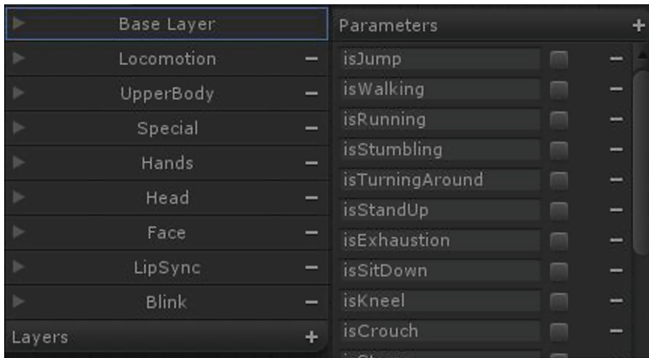 Base Layer
Locomotion
UpperBody
Special
Hands
Head
Face
LipSync
Blink
Layers
Parameters
isJump
isWalking
isRunning
isStumbling
isTurningAround
isStandUp
isExhaustion
isSitDown
isKneel
isCrouch